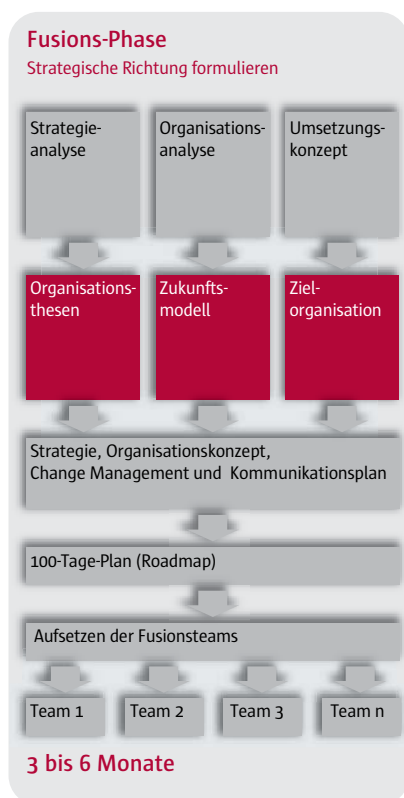 Fusions-Phase
Strategische Richtung formulieren
Strategie-
analyse
Organisations-
analyse
Umsetzungs-
konzept
Organisations-
thesen
Zukunfts-
modell
Ziel-
organisation
Strategie, Organisationskonzept,
Change Management und Kommunikationsplan
100-Tage-Plan (Roadmap)
Aufsetzen der Fusionsteams
Team 1
Team 2
Team 3
Team n
3 bis 6 Monate